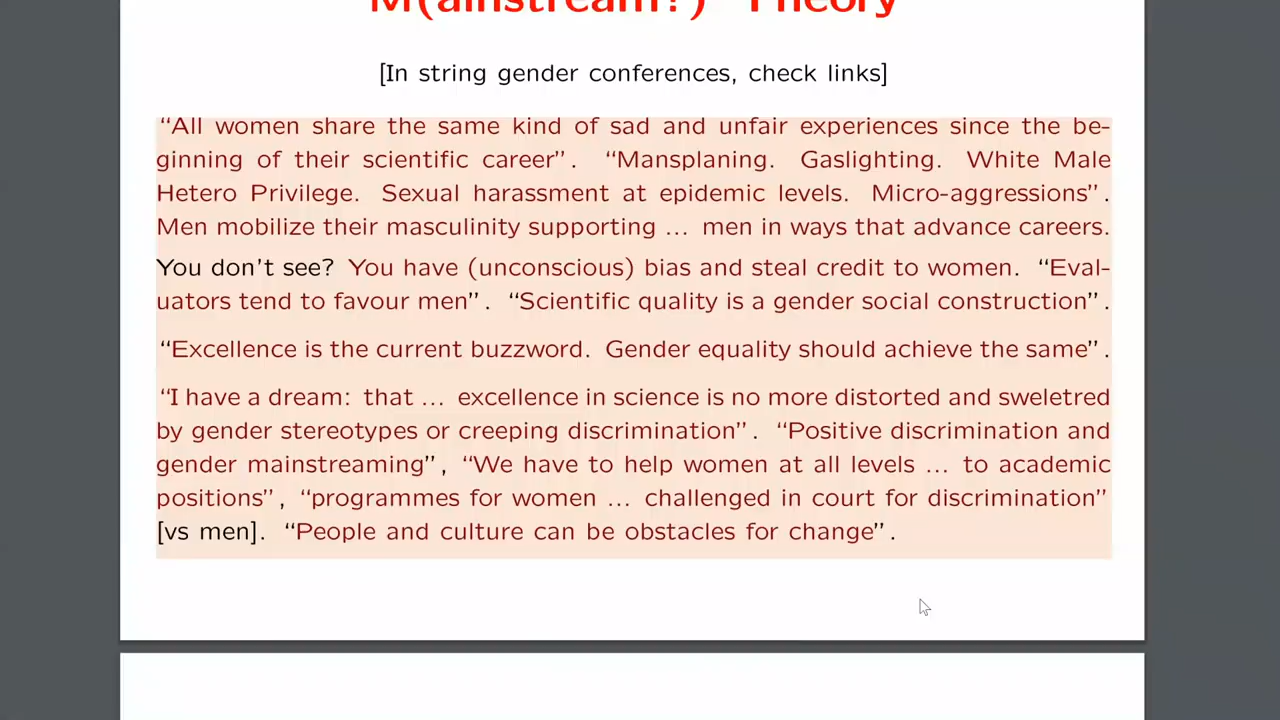 M(ainstream?) Theory
[In string gender conferences, check links]
“All women share the same kind of sad and unfair experiences since the be-
ginning of their scientific career”. “Mansplaning. Gaslighting. White Male
Hetero Privilege. Sexual harassment at epidemic levels. Micro-aggressions”.
Men mobilize their masculinity supporting ... men in ways that advance careers.
You don’t see? You have (unconscious) bias and steal credit to women. “Eval-
uators tend to favour men”. “Scientific quality is a gender social construction”.
“Excellence is the current buzzword. Gender equality should achieve the same”.
“I have a dream: that ... excellence in science is no more distorted and sweletred
by gender stereotypes or creeping discrimination”. “Positive discrimination and
gender mainstreaming”, “We have to help women at all levels ... to academic
positions”, “programmes for women ... challenged in court for discrimination”
[vs men]. “People and culture can be obstacles for change”.